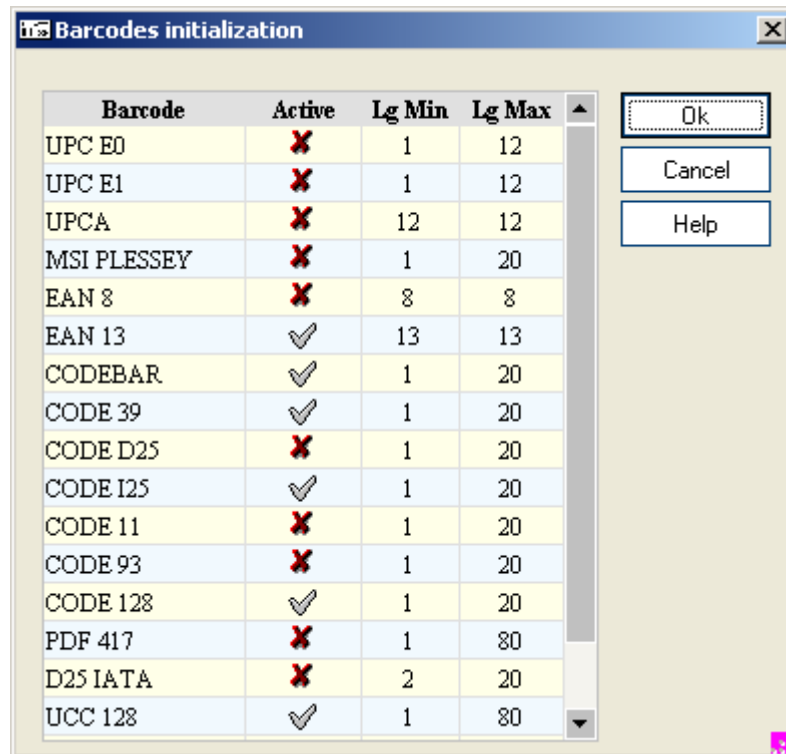 Barcodes initialization
Barcode Active Lg Min Lg Max
UPC E0 1 12
UPC E1 1 12
UPCA 12 12
MSI PLESSEY 1 20
EAN 8 8 8
EAN 13 13 13
CODEBAR 1 20
CODE 39 1 20
CODE D25 1 20
CODE I25 1 20
CODE 11 1 20
CODE 93 1 20
CODE 128 1 20
PDF 417 1 80
D25 IATA 2 20
UCC 128 1 80
Ok
Cancel
Help